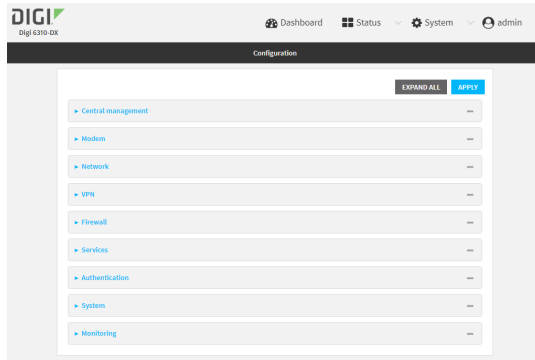 DIGI
Digi 6310-DX
Dashboard Status System admin
Configuration
EXPAND ALL APPLY
Central management
Modem
Network
VPN
Firewall
Services
Authentication
System
Monitoring